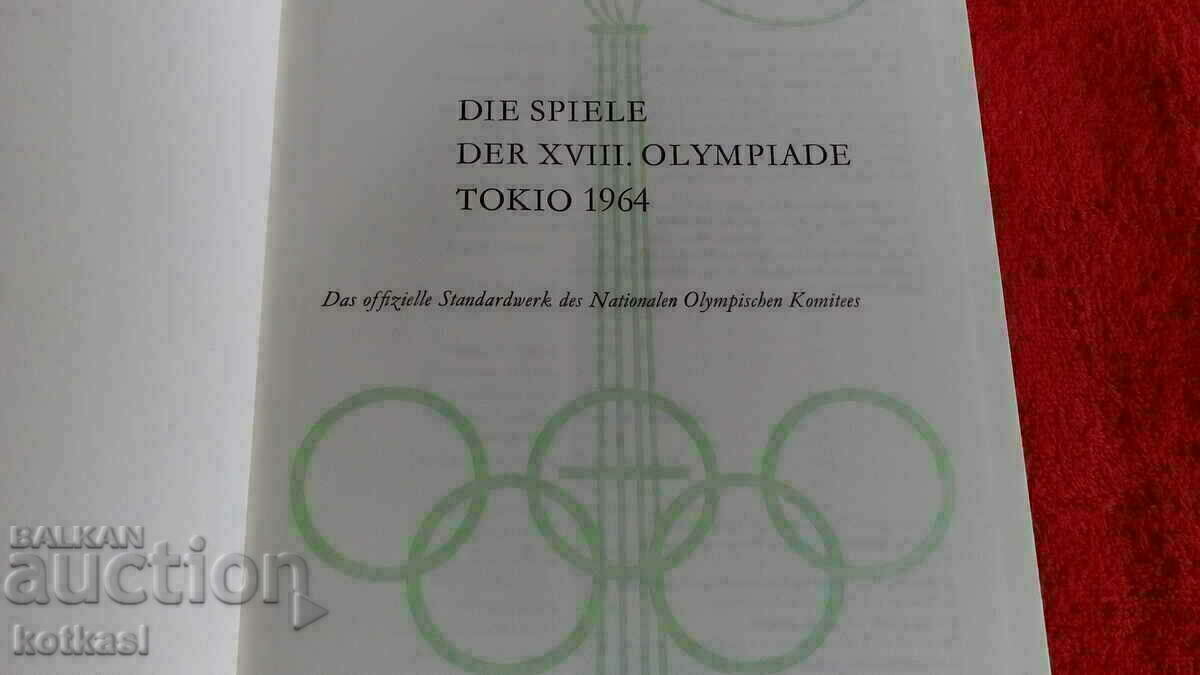 DIE SPIELE
DER XVIII. OLYMPIADE
TOKIO 1964
Das offizielle Standardwerk des Nationalen Olympischen Komitees
BALKAN
auction
kotkasl